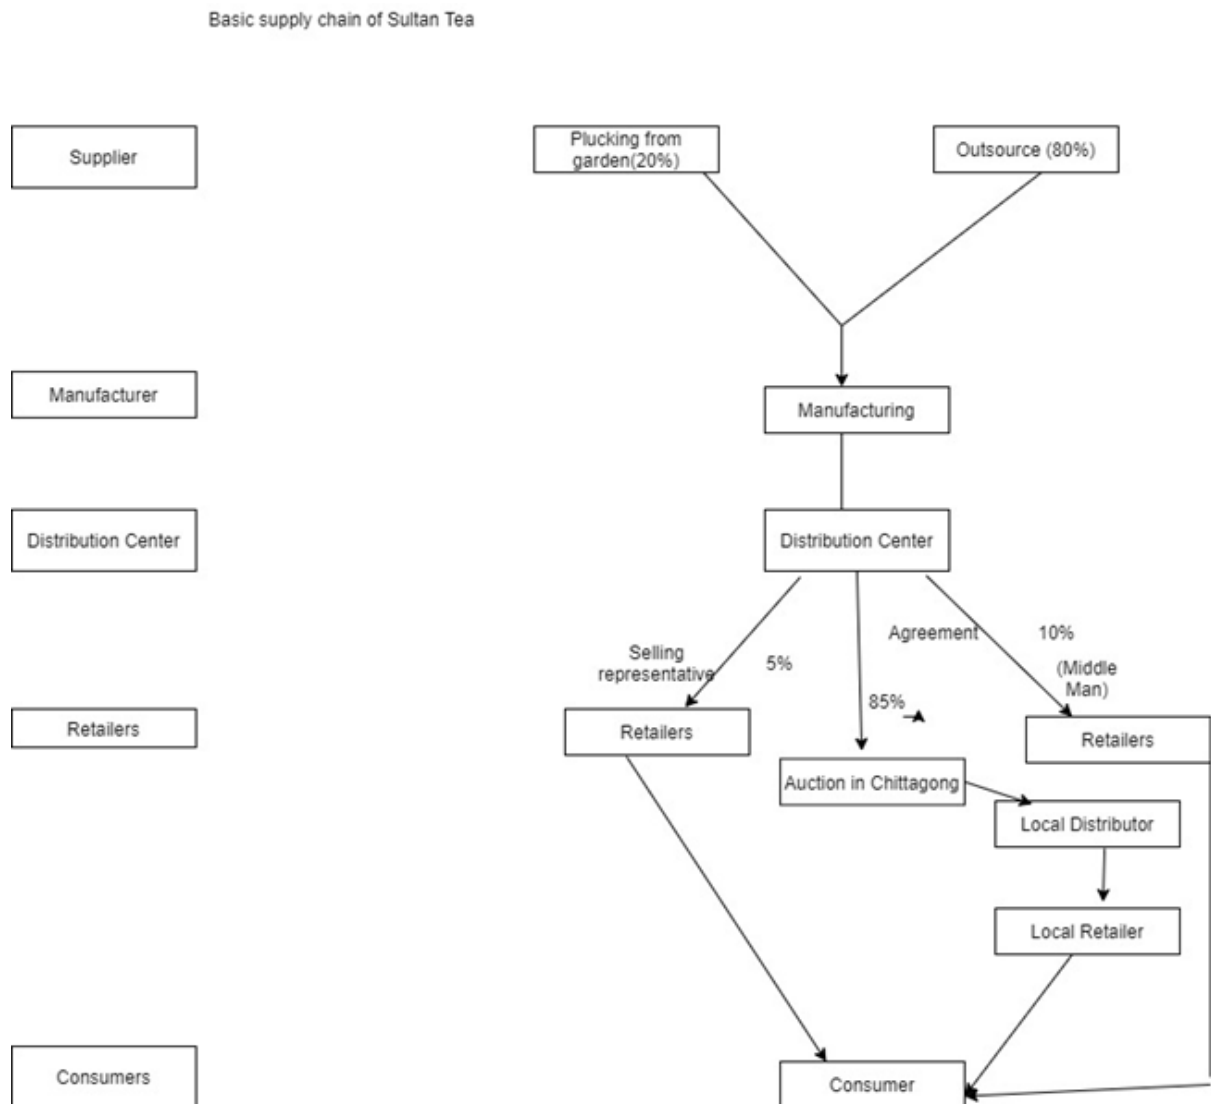 Basic supply chain of Sultan Tea
Supplier
Plucking from
garden(20%)
Outsource (80%)
Manufacturer
Manufacturing
Distribution Center
Distribution Center
Selling
representative
5%
85%
Agreement
10%
(Middle
Man)
Retailers
Retailers
Retailers
Auction in Chittagong
Local Distributor
Local Retailer
Consumers
Consumer